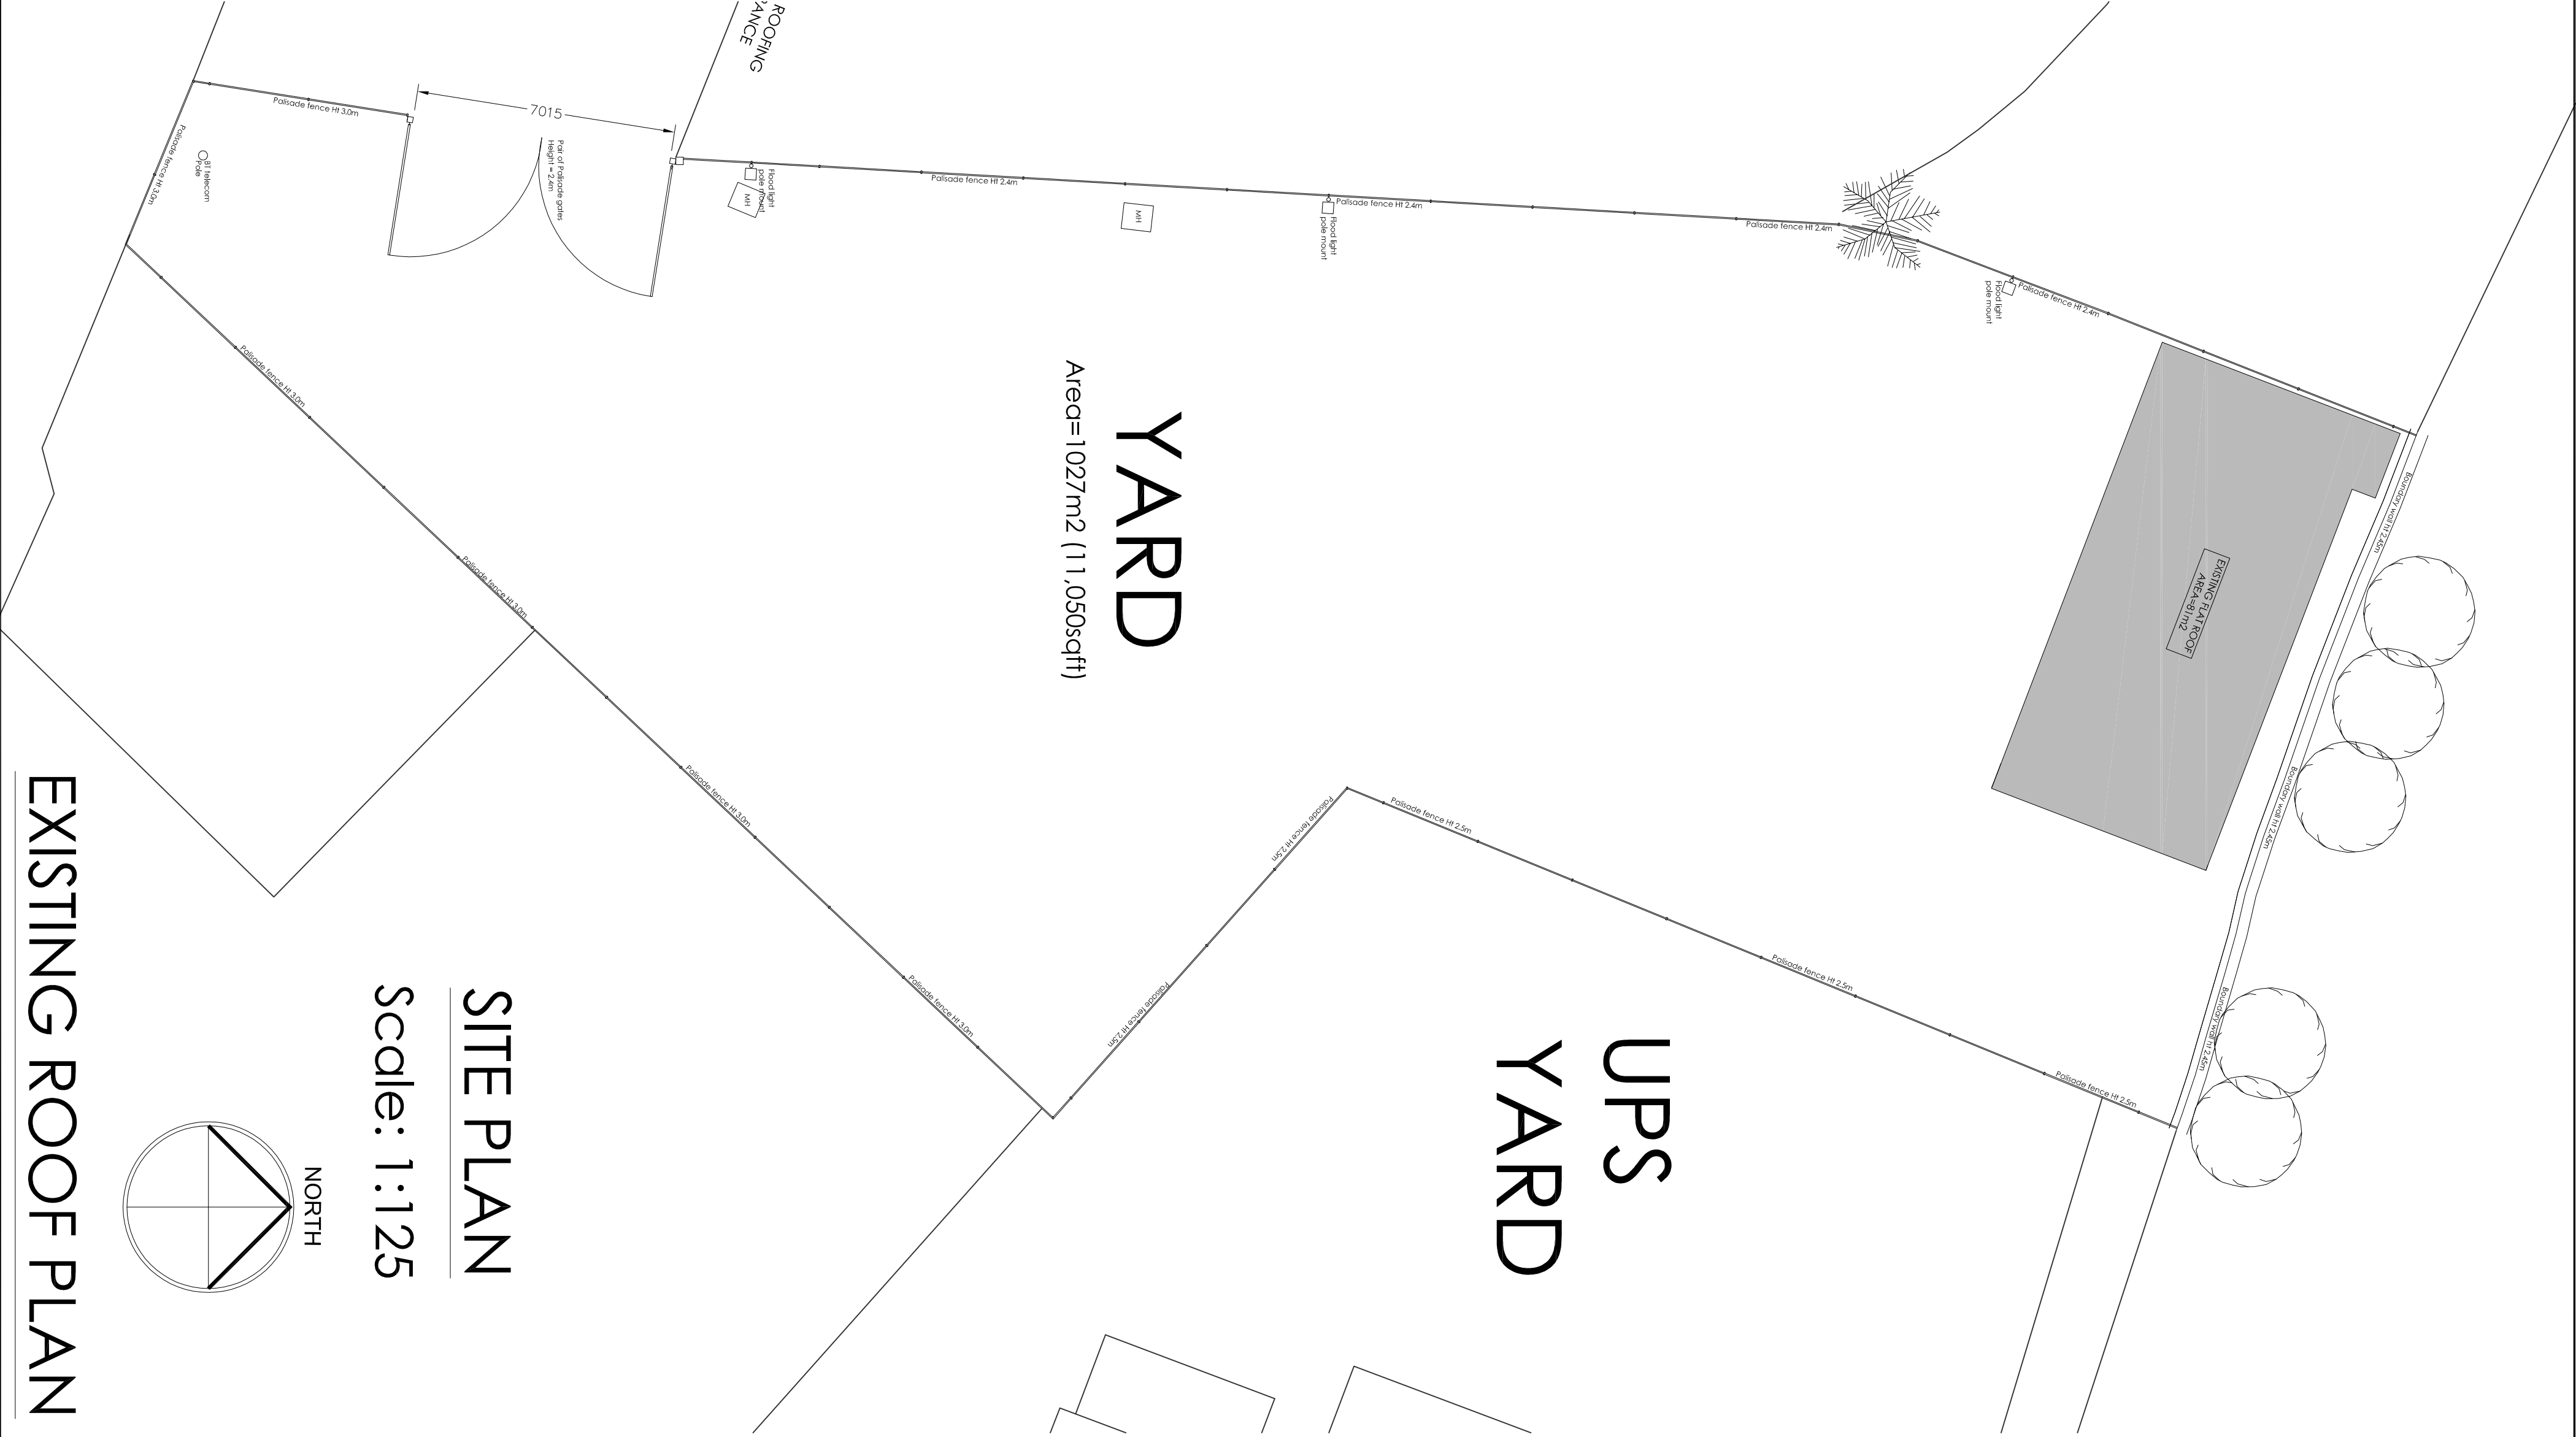 ROOFING
Palisade fence Ht 3.0m
7015
Pair of Palisade gates
Height = 2.4m
BT telecom
Pole
Palisade fence Ht 3.0m
Flood light
pole mount
MH
Palisade fence Ht 2.4m
MH
Palisade fence Ht 2.4m
Flood light
pole mount
Palisade fence Ht 2.4m
Flood light
pole mount
Palisade fence Ht 2.4m
YARD
Area=1027m2 (11,050sqft)
EXISTING FLAT ROOF
AREA=81m2
Boundary wall ht 2.45m
Boundary wall ht 2.45m
Boundary wall ht 2.45m
Palisade fence Ht 3.0m
Palisade fence Ht 3.0m
Palisade fence Ht 3.0m
Palisade fence Ht 3.0m
Palisade fence Ht 2.5m
Palisade fence Ht 2.5m
Palisade fence Ht 2.5m
Palisade fence Ht 2.5m
Palisade fence Ht 2.5m
UPS
YARD
SITE PLAN
Scale: 1:125
NORTH
EXISTING ROOF PLAN